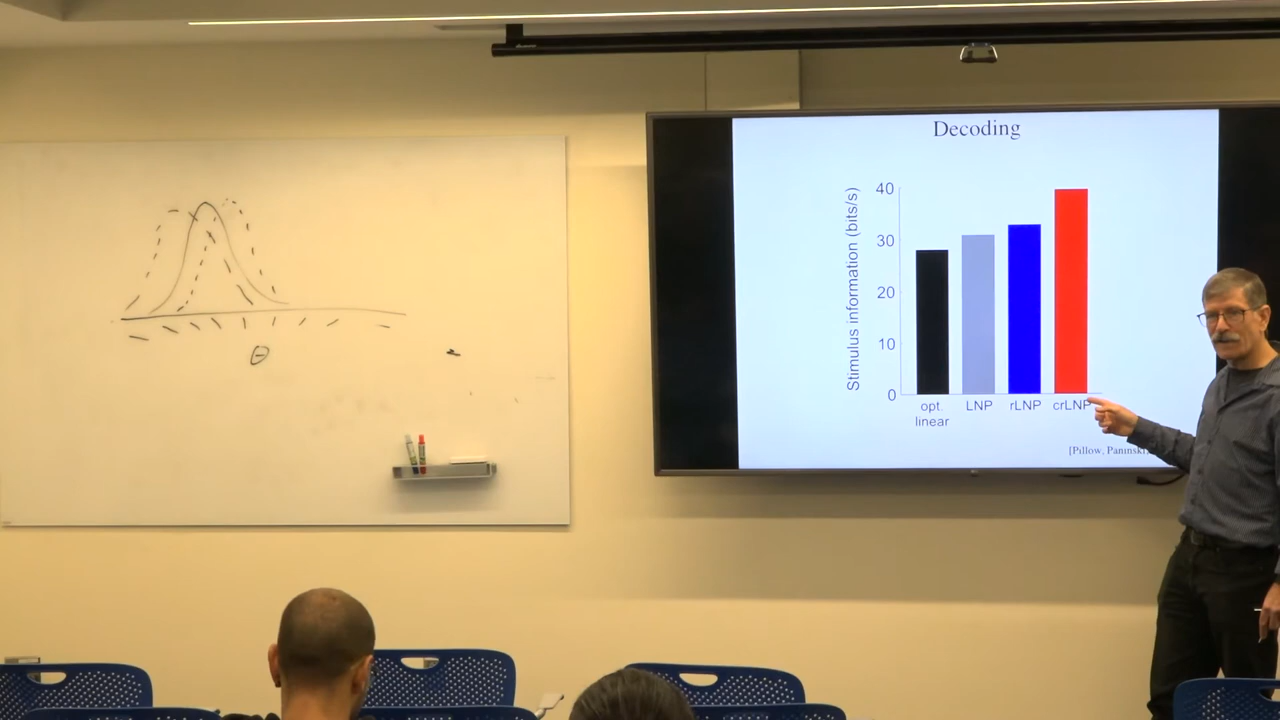 θ
Decoding
Stimulus information (bits/s)
40
30
20
10
0
opt. linear
LNP
rLNP
crLNP
[Pillow, Paninski,